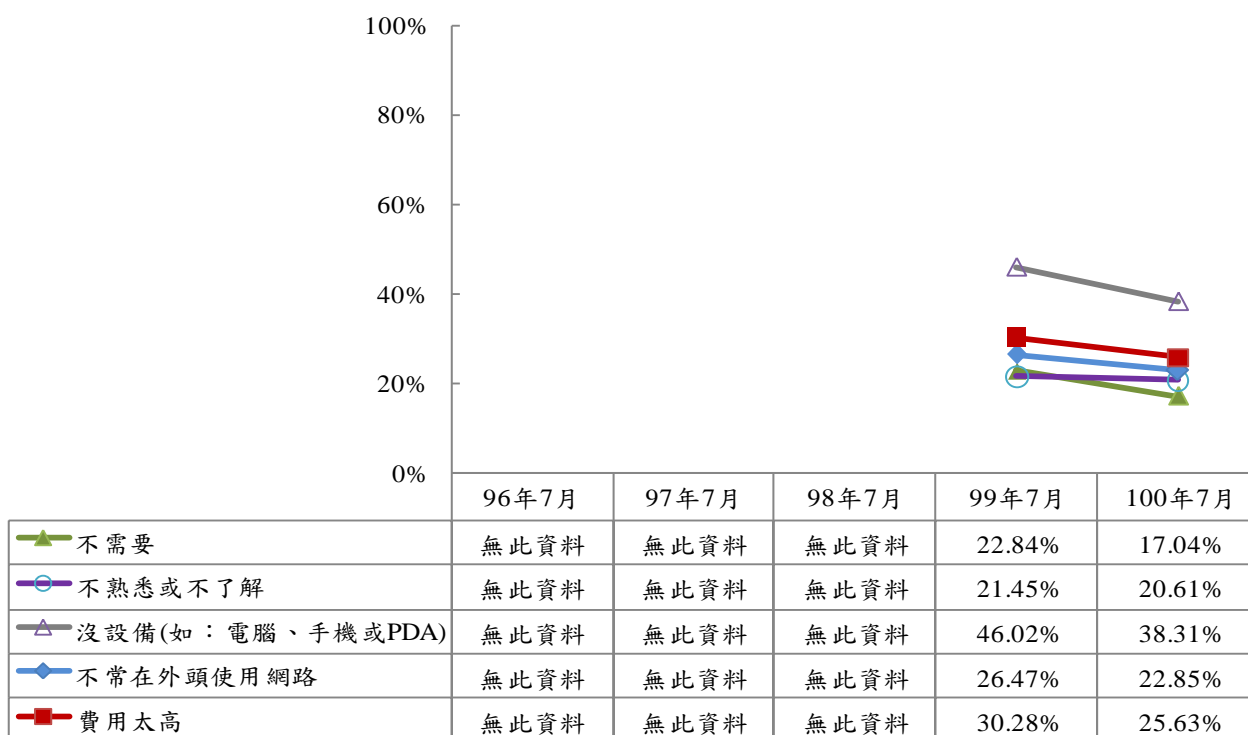 100%
80%
60%
40%
20%
0%
96年7月 97年7月 98年7月 99年7月 100年7月
不需要 無此資料 無此資料 無此資料 22.84% 17.04%
不熟悉或不了解 無此資料 無此資料 無此資料 21.45% 20.61%
沒設備(如：電腦、手機或PDA) 無此資料 無此資料 無此資料 46.02% 38.31%
不常在外頭使用網路 無此資料 無此資料 無此資料 26.47% 22.85%
費用太高 無此資料 無此資料 無此資料 30.28% 25.63%